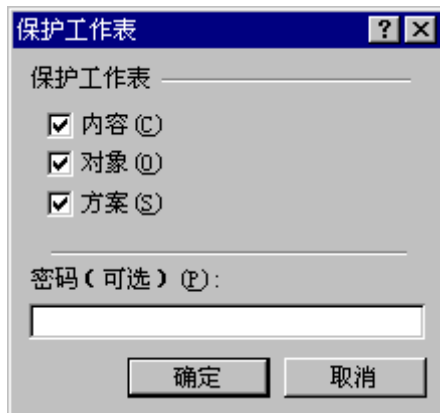 保护工作表
保护工作表
内容(C)
对象(O)
方案(S)
密码(可选)(P):
确定
取消